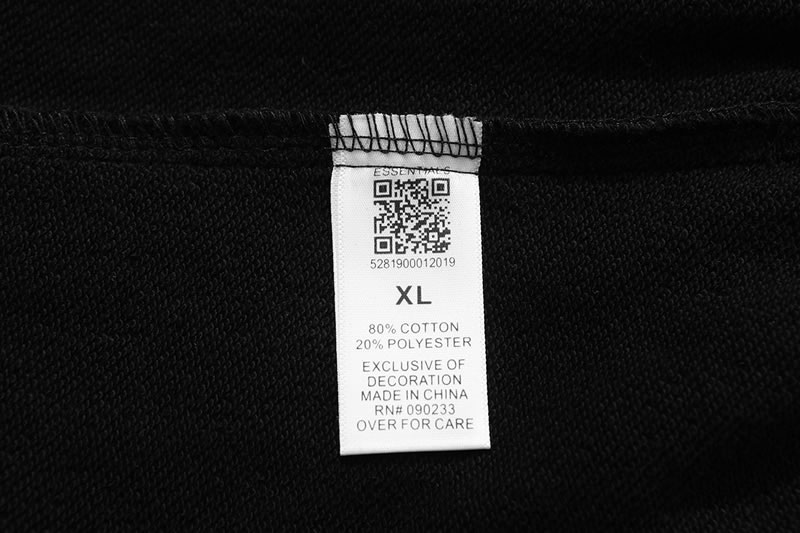 ESSENTIALS
5281900012019
XL
80% COTTON
20% POLYESTER
EXCLUSIVE OF
DECORATION
MADE IN CHINA
RN# 090233
OVER FOR CARE